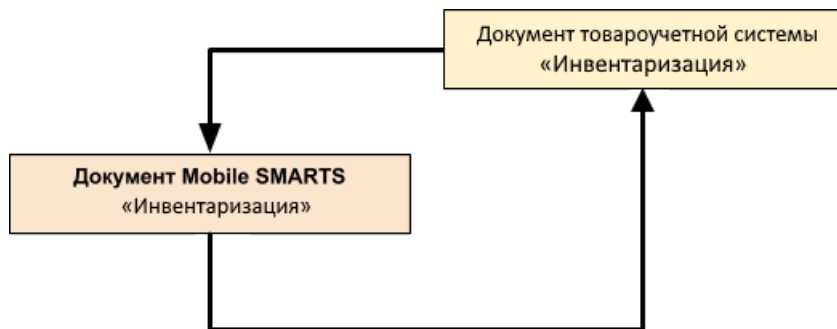 Документ товароучетной системы
«Инвентаризация»
Документ Mobile SMARTS
«Инвентаризация»